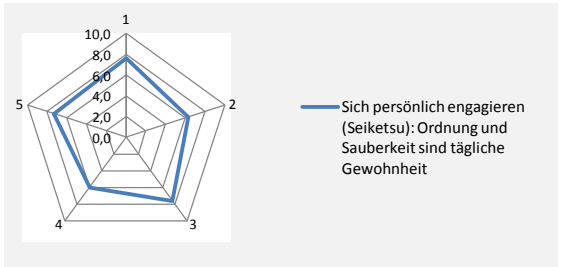 1
10,0
8,0
6,0
4,0
2,0
0,0
5
2
4
3
Sich persönlich engagieren
(Seiketsu): Ordnung und
Sauberkeit sind tägliche
Gewohnheit